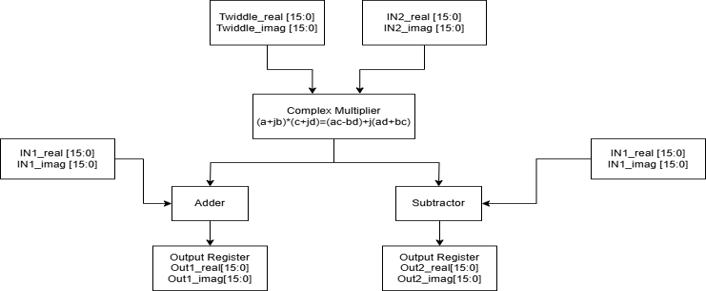 Twiddle_real [15:0]
Twiddle_imag [15:0]
IN2_real [15:0]
IN2_imag [15:0]
Complex Multiplier
(a+jb)*(c+jd)=(ac-bd)+j(ad+bc)
IN1_real [15:0]
IN1_imag [15:0]
IN1_real [15:0]
IN1_imag [15:0]
Adder
Subtractor
Output Register
Out1_real[15:0]
Out1_imag[15:0]
Output Register
Out2_real[15:0]
Out2_imag[15:0]